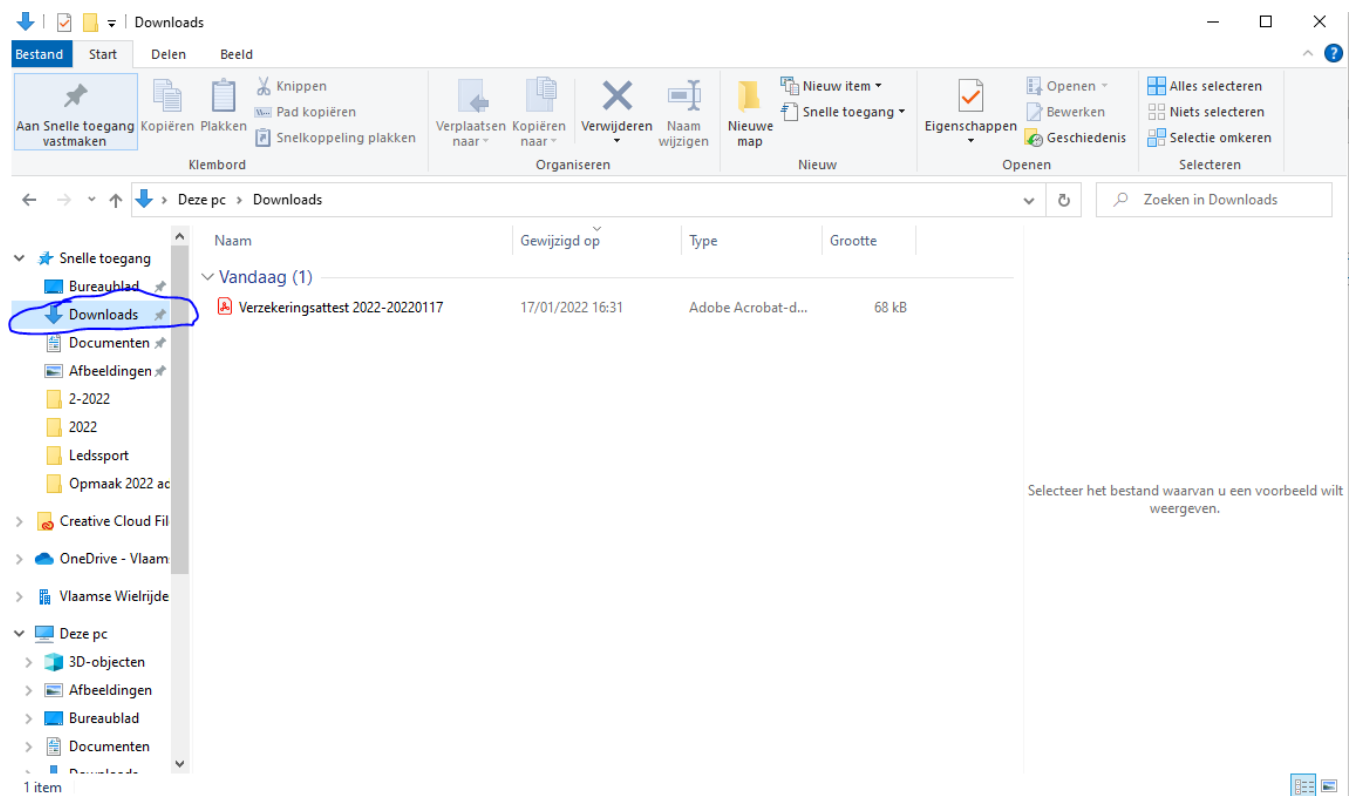 Downloads
Bestand Start Delen Beeld
Aan Snelle toegang vastmaken
Kopiëren
Plakken
Knippen
Pad kopiëren
Snelkoppeling plakken
Klembord
Verplaatsen naar
Kopiëren naar
Verwijderen
Naam wijzigen
Organiseren
Nieuwe map
Nieuw item
Snelle toegang
Nieuw
Eigenschappen
Openen
Bewerken
Geschiedenis
Openen
Alles selecteren
Niets selecteren
Selectie omkeren
Selecteren
Deze pc > Downloads
Zoeken in Downloads
Snelle toegang
Bureaublad
Downloads
Documenten
Afbeeldingen
2-2022
2022
Ledssport
Opmaak 2022 ac
Creative Cloud Fil
OneDrive - Vlaam
Vlaamse Wielrijde
Deze pc
3D-objecten
Afbeeldingen
Bureaublad
Documenten
Downloads
Naam Gewijzigd op Type Grootte
Vandaag (1)
Verzekeringsattest 2022-20220117 17/01/2022 16:31 Adobe Acrobat-d... 68 kB
Selecteer het bestand waarvan u een voorbeeld wilt
weergeven.
1 item